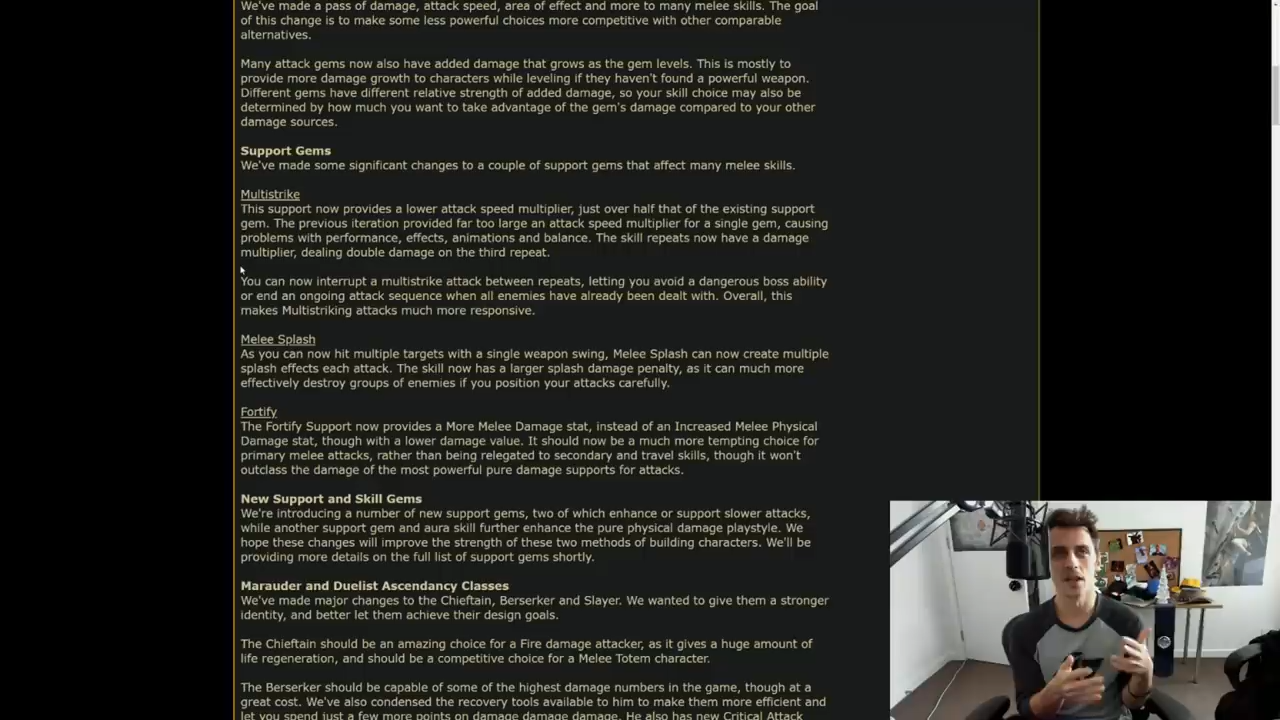 We've made a pass of damage, attack speed, area of effect and more to many melee skills. The goal
of this change is to make some less powerful choices more competitive with other comparable
alternatives.
Many attack gems now also have added damage that grows as the gem levels. This is mostly to
provide more damage growth to characters while leveling if they haven't found a powerful weapon.
Different gems have different relative strength of added damage, so your skill choice may also be
determined by how much you want to take advantage of the gem's damage compared to your other
damage sources.
Support Gems
We've made some significant changes to a couple of support gems that affect many melee skills.
Multistrike
This support now provides a lower attack speed multiplier, just over half that of the existing support
gem. The previous iteration provided far too large an attack speed multiplier for a single gem, causing
problems with performance, effects, animations and balance. The skill repeats now have a damage
multiplier, dealing double damage on the third repeat.
You can now interrupt a multistrike attack between repeats, letting you avoid a dangerous boss ability
or end an ongoing attack sequence when all enemies have already been dealt with. Overall, this
makes Multistriking attacks much more responsive.
Melee Splash
As you can now hit multiple targets with a single weapon swing, Melee Splash can now create multiple
splash effects each attack. The skill now has a larger splash damage penalty, as it can much more
effectively destroy groups of enemies if you position your attacks carefully.
Fortify
The Fortify Support now provides a More Melee Damage stat, instead of an Increased Melee Physical
Damage stat, though with a lower damage value. It should now be a much more tempting choice for
primary melee attacks, rather than being relegated to secondary and travel skills, though it won't
outclass the damage of the most powerful pure damage supports for attacks.
New Support and Skill Gems
We're introducing a number of new support gems, two of which enhance or support slower attacks,
while another support gem and aura skill further enhance the pure physical damage playstyle. We
hope these changes will improve the strength of these two methods of building characters. We'll be
providing more details on the full list of support gems shortly.
Marauder and Duelist Ascendancy Classes
We've made major changes to the Chieftain, Berserker and Slayer. We wanted to give them a stronger
identity, and better let them achieve their design goals.
The Chieftain should be an amazing choice for a Fire damage attacker, as it gives a huge amount of
life regeneration, and should be a competitive choice for a Melee Totem character.
The Berserker should be capable of some of the highest damage numbers in the game, though at a
great cost. We've also condensed the recovery tools available to him to make them more efficient and
let you spend just a few more points on damage damage damage. He also has new Critical Attack